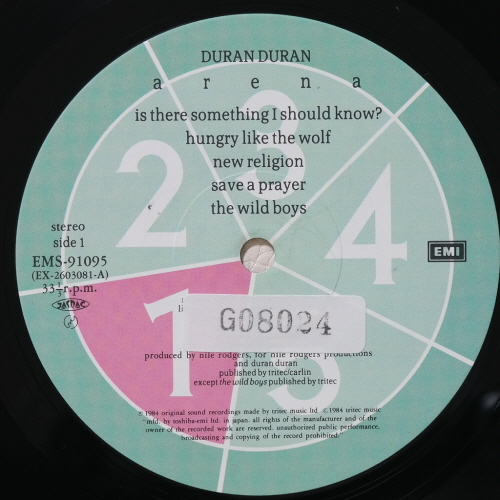 DURAN DURAN
arena
is there something I should know?
hungry like the wolf
new religion
save a prayer
the wild boys
3
2
4
stereo
side 1
EMS-91095
(EX-2603081-A)
33⅓ r.p.m.
JASRAC
EMI
1
G08024
5
produced by nile rodgers, for nile rodgers productions
and duran duran
published by tritec/carlin
except the wild boys published by tritec
℗ 1984 original sound recordings made by tritec music ltd © 1984 tritec music
"mfd. by toshiba-emi ltd. in japan. all rights of the manufacturer and of the
owner of the recorded work are reserved. unauthorized public performance,
broadcasting and copying of the record prohibited."